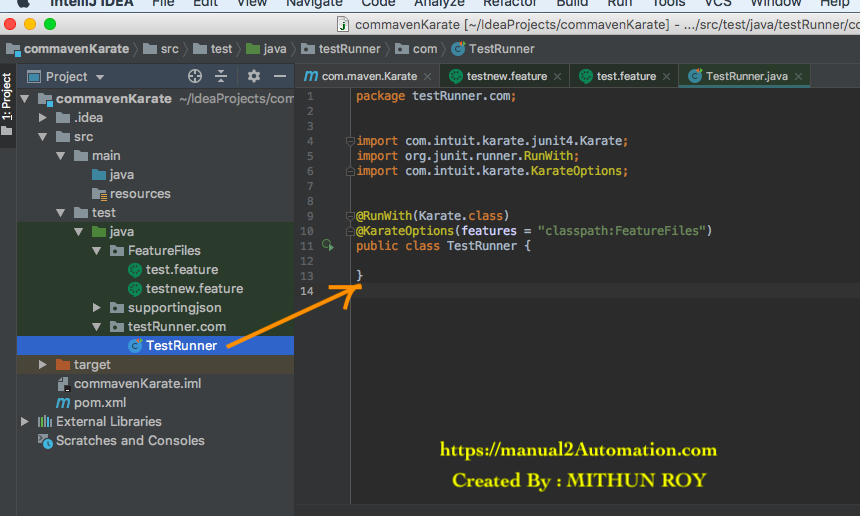 IntelliJ IDEA File Edit View Navigate Code Analyze Refactor Build Run Tools VCS Window Help
commavenKarate [~/IdeaProjects/commavenKarate] - .../src/test/java/testRunner/co
commavenKarate src test java testRunner com TestRunner
1: Project
Project
com.maven.Karate testnew.feature test.feature TestRunner.java
commavenKarate ~/IdeaProjects/com
.idea
src
main
java
resources
test
java
FeatureFiles
test.feature
testnew.feature
supportingjson
testRunner.com
TestRunner
target
commavenKarate.iml
pom.xml
External Libraries
Scratches and Consoles
1 package testRunner.com;
2
3
4 import com.intuit.karate.junit4.Karate;
5 import org.junit.runner.RunWith;
6 import com.intuit.karate.KarateOptions;
7
8
9 @RunWith(Karate.class)
10 @KarateOptions(features = "classpath:FeatureFiles")
11 public class TestRunner {
12
13 }
14
https://manual2Automation.com
Created By : MITHUN ROY